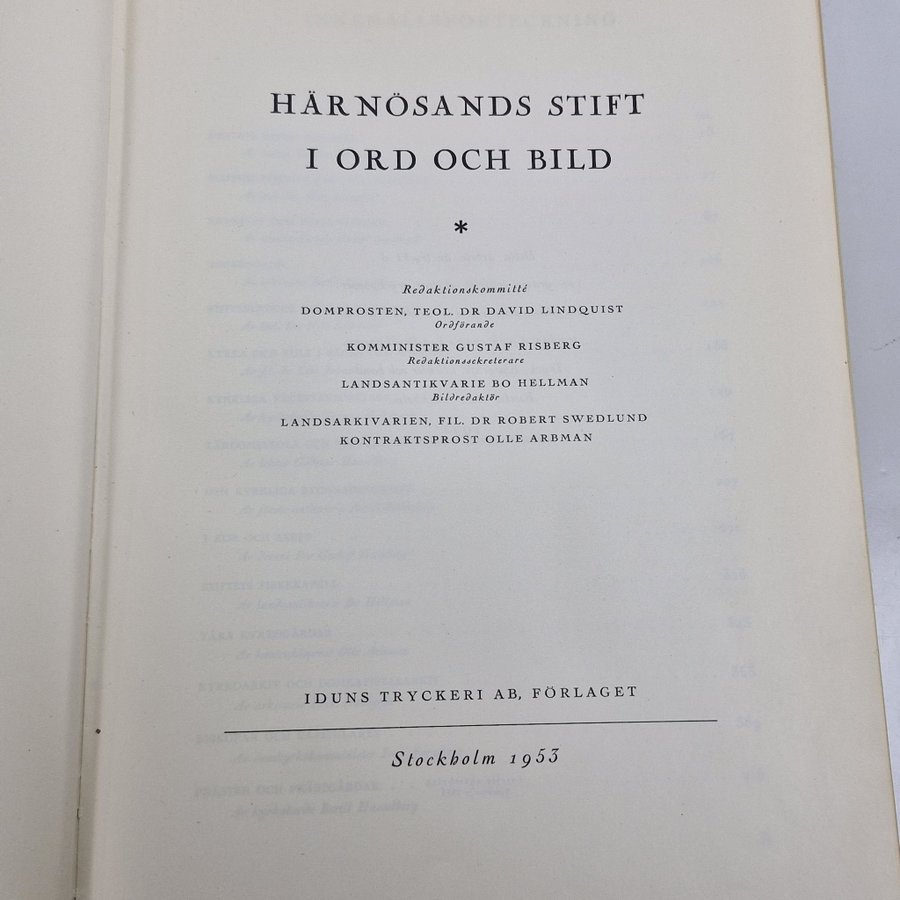 HÄRNÖSANDS STIFT
I ORD OCH BILD
*
Redaktionskommitté
DOMPROSTEN, TEOL. DR DAVID LINDQUIST
Ordförande
KOMMINISTER GUSTAF RISBERG
Redaktionssekreterare
LANDSANTIKVARIE BO HELLMAN
Bildredaktör
LANDSARKIVARIEN, FIL. DR ROBERT SWEDLUND
KONTRAKTSPROST OLLE ARBMAN
IDUNS TRYCKERI AB, FÖRLAGET
Stockholm 1953